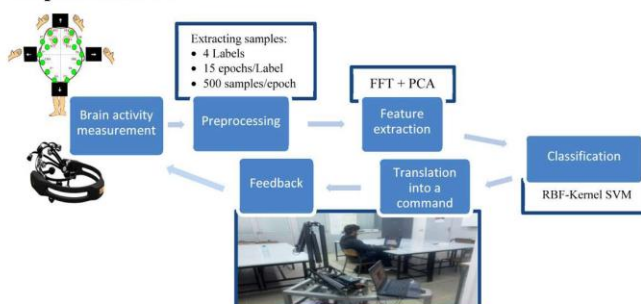 Extracting samples:
• 4 Labels
• 15 epochs/Label
• 500 samples/epoch
FFT + PCA
Brain activity
measurement
Preprocessing
Feature
extraction
Classification
RBF-Kernel SVM
Translation
into a
command
Feedback